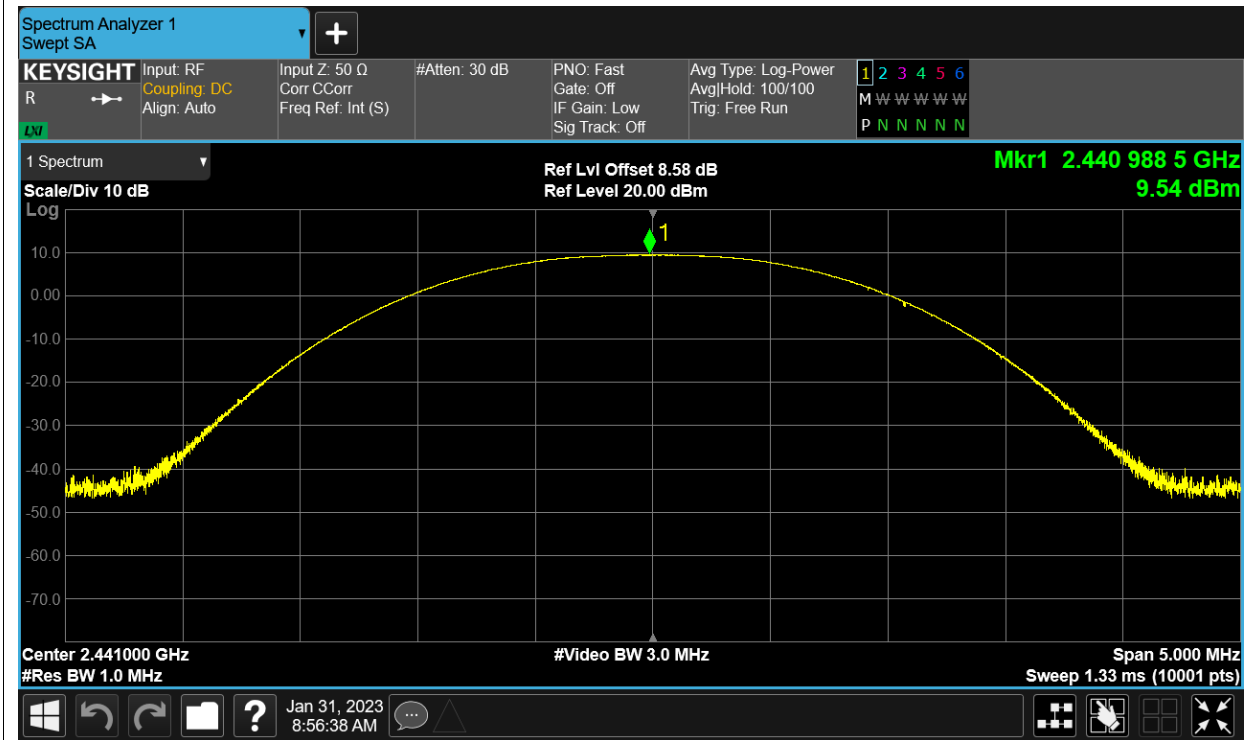 Spectrum Analyzer 1
Swept SA
KEYSIGHT
R
LXI
Input: RF
Coupling: DC
Align: Auto
Input Z: 50 Ω
Corr CCorr
Freq Ref: Int (S)
#Atten: 30 dB
PNO: Fast
Gate: Off
IF Gain: Low
Sig Track: Off
Avg Type: Log-Power
Avg|Hold: 100/100
Trig: Free Run
1 2 3 4 5 6
M W W W W W
P N N N N N
1 Spectrum
Scale/Div 10 dB
Log
Ref Lvl Offset 8.58 dB
Ref Level 20.00 dBm
Mkr1 2.440 988 5 GHz
9.54 dBm
1
10.0
0.00
-10.0
-20.0
-30.0
-40.0
-50.0
-60.0
-70.0
Center 2.441000 GHz
#Res BW 1.0 MHz
#Video BW 3.0 MHz
Span 5.000 MHz
Sweep 1.33 ms (10001 pts)
?
Jan 31, 2023
8:56:38 AM